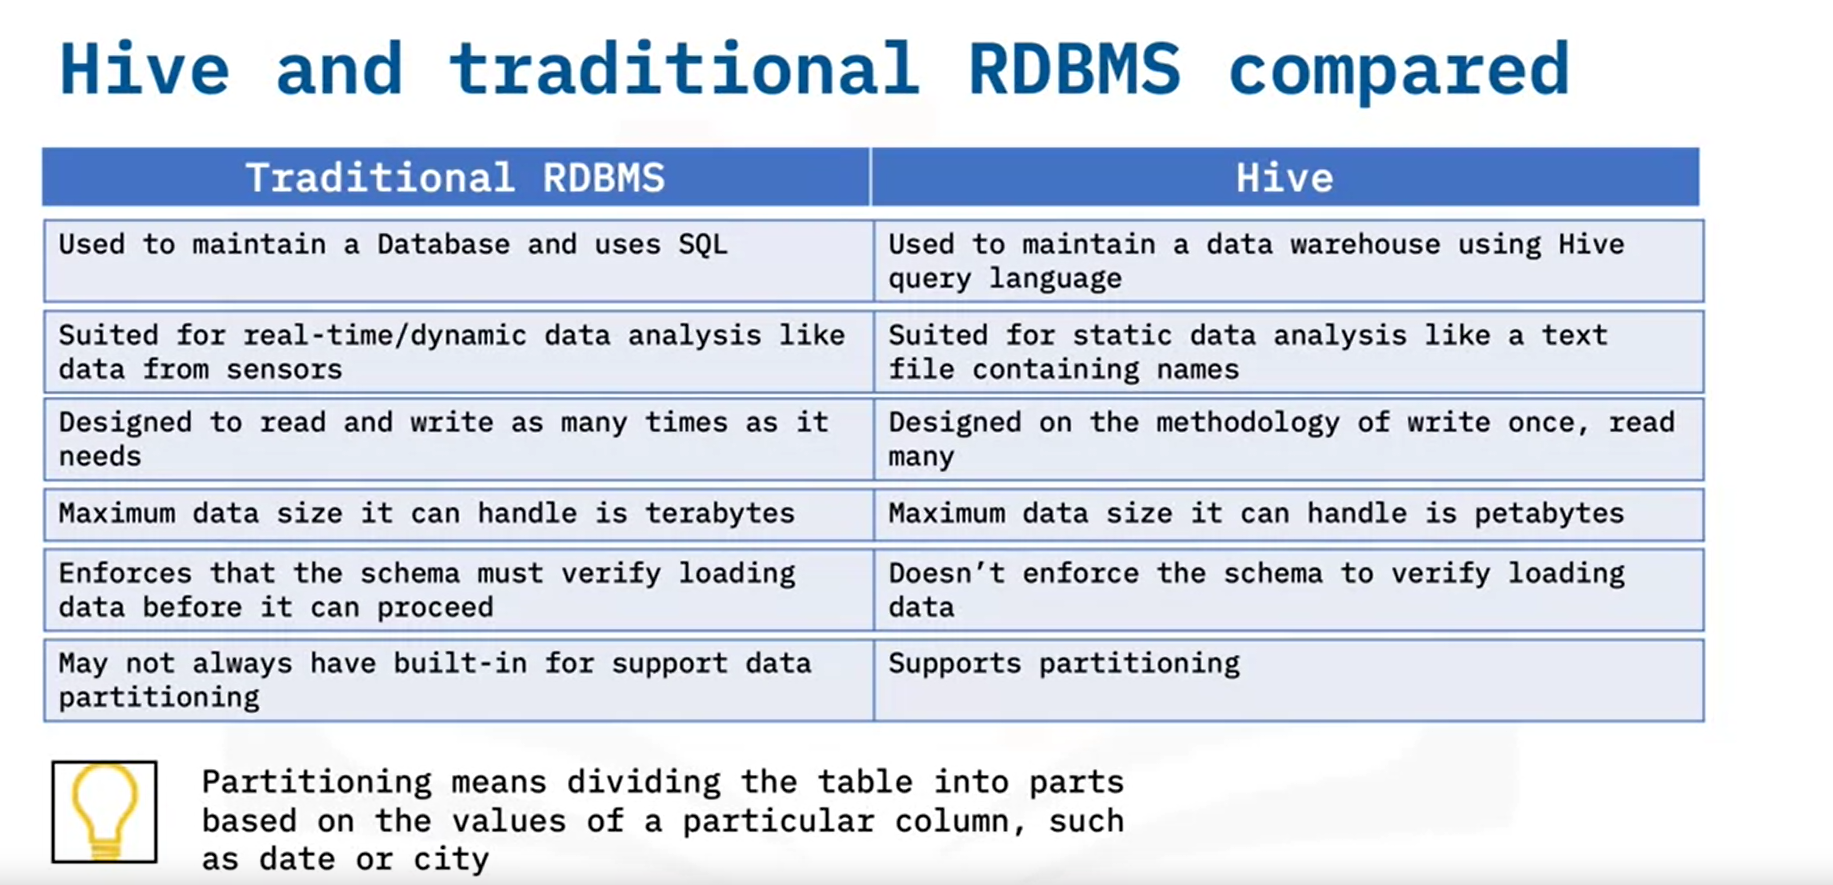 Hive and traditional RDBMS compared
Traditional RDBMS
Hive
Used to maintain a Database and uses SQL
Used to maintain a data warehouse using Hive
query language
Suited for real-time/dynamic data analysis like
data from sensors
Suited for static data analysis like a text
file containing names
Designed to read and write as many times as it
needs
Designed on the methodology of write once, read
many
Maximum data size it can handle is terabytes
Maximum data size it can handle is petabytes
Enforces that the schema must verify loading
data before it can proceed
Doesn’t enforce the schema to verify loading
data
May not always have built-in for support data
partitioning
Supports partitioning
Partitioning means dividing the table into parts
based on the values of a particular column, such
as date or city